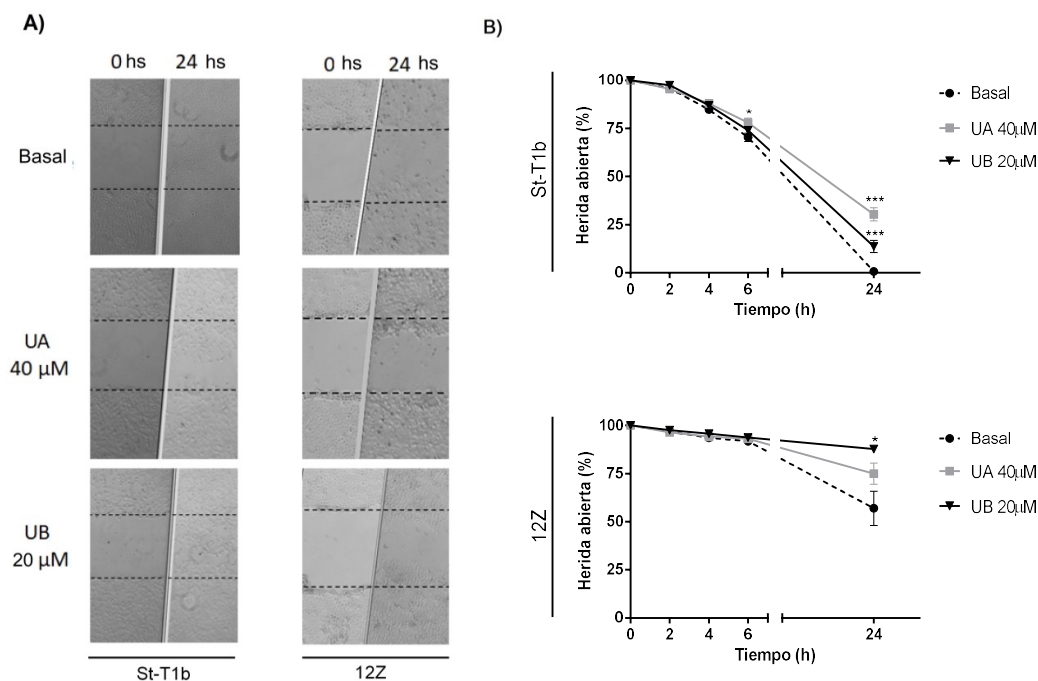 A)
0 hs 24 hs 0 hs 24 hs
Basal
UA
40 µM
UB
20 µM
St-T1b 12Z
B)
St-T1b
Herida abierta (%)
100
75
50
25
0
*
***
***
0 2 4 6 24
Tiempo (h)
Basal
UA 40µM
UB 20µM
12Z
Herida abierta (%)
100
75
50
25
0
*
0 2 4 6 24
Tiempo (h)
Basal
UA 40µM
UB 20µM